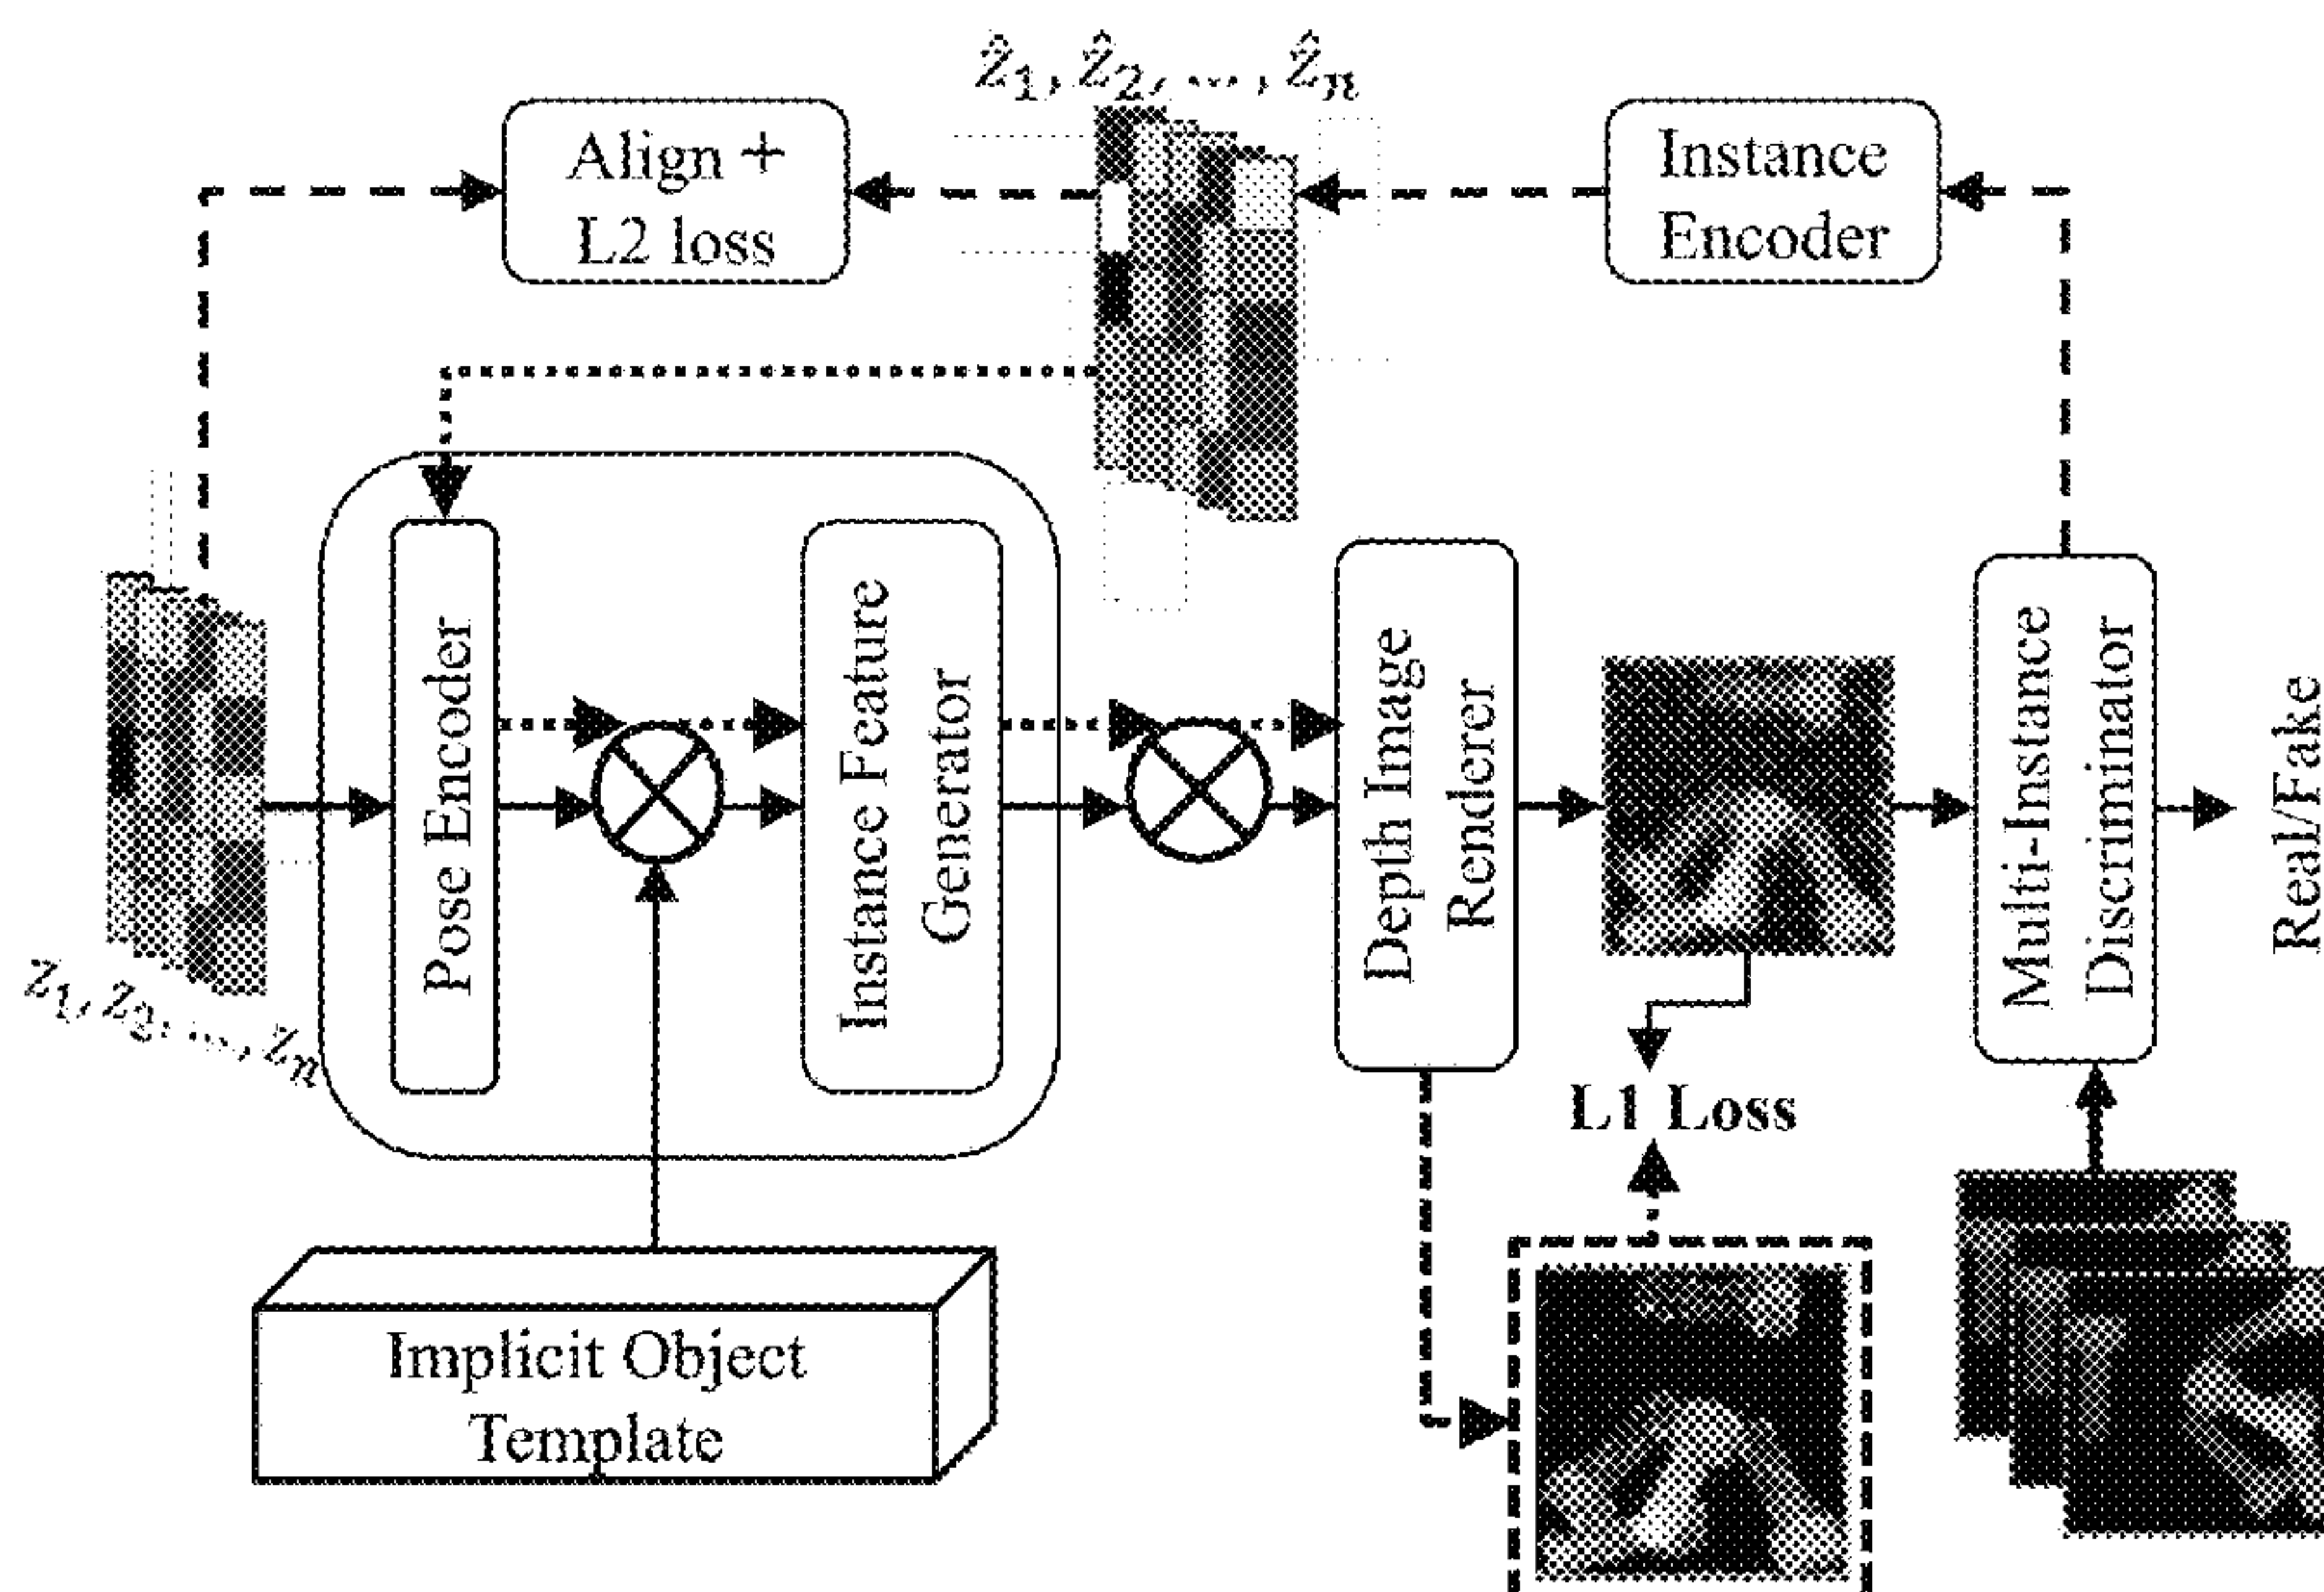 ẑ1, ẑ2, ..., ẑn
Align +
L2 loss
Instance
Encoder
z1, z2, ..., zn
Pose Encoder
Instance Feature
Generator
Depth Image
Renderer
Multi-Instance
Discriminator
Real/Fake
L1 Loss
Implicit Object
Template